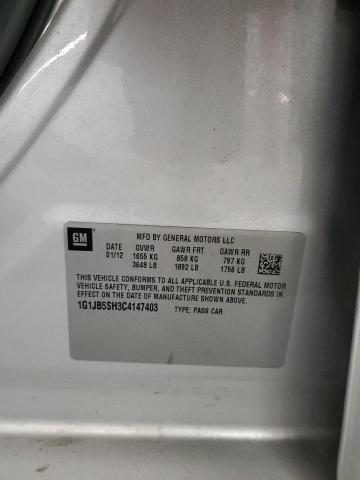 GM
MFD BY GENERAL MOTORS LLC
DATE GVWR GAWR FRT GAWR RR
01/12 1655 KG 858 KG 797 KG
3648 LB 1892 LB 1756 LB
THIS VEHICLE CONFORMS TO ALL APPLICABLE U.S. FEDERAL MOTOR
VEHICLE SAFETY, BUMPER, AND THEFT PREVENTION STANDARDS IN
EFFECT ON THE DATE OF MANUFACTURE SHOWN ABOVE.
1G1JB5SH3C4147403 TYPE: PASS CAR